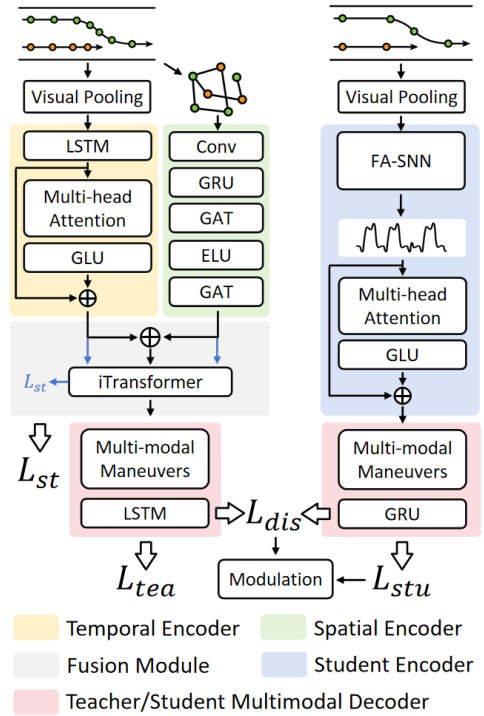 Visual Pooling
Visual Pooling
LSTM
Conv
FA-SNN
Multi-head
Attention
GRU
GAT
GLU
ELU
GAT
Multi-head
Attention
GLU
L_st
iTransformer
L_st
Multi-modal
Maneuvers
LSTM
Multi-modal
Maneuvers
GRU
L_dis
L_tea
Modulation
L_stu
Temporal Encoder
Spatial Encoder
Fusion Module
Student Encoder
Teacher/Student Multimodal Decoder